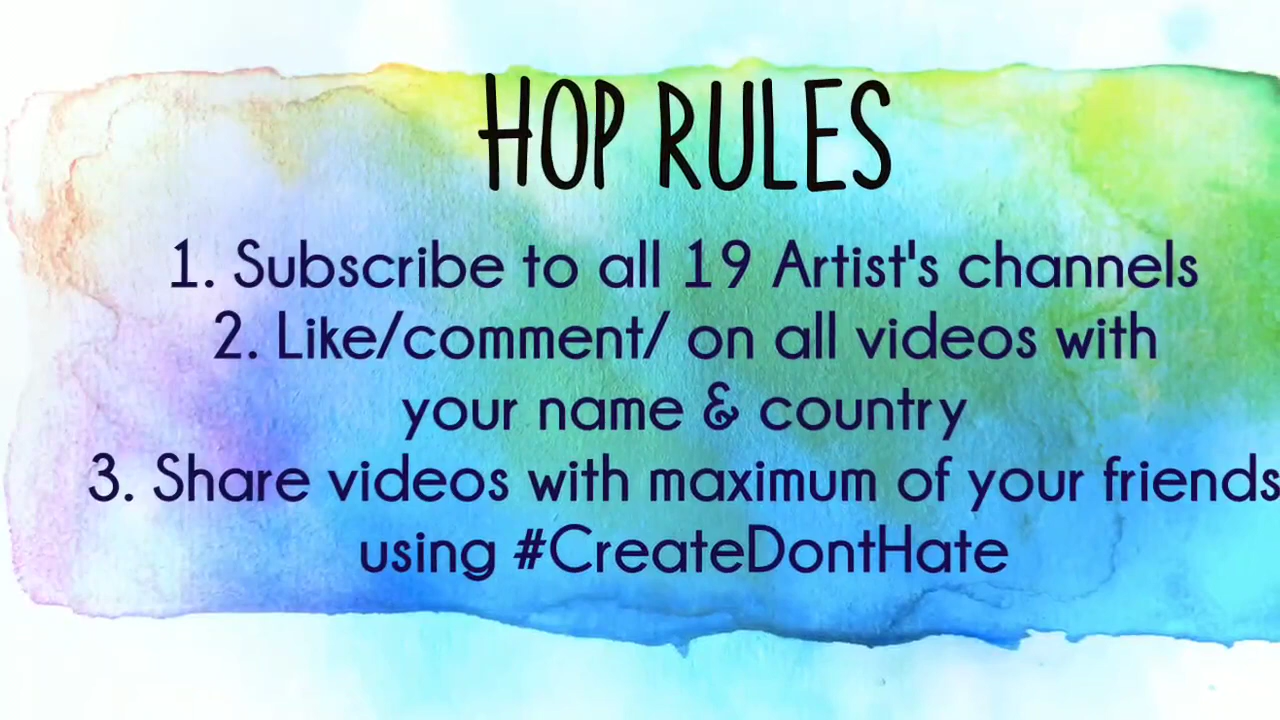 HOP RULES
1. Subscribe to all 19 Artist's channels
2. Like/comment/ on all videos with
your name & country
3. Share videos with maximum of your friends
using #CreateDontHate